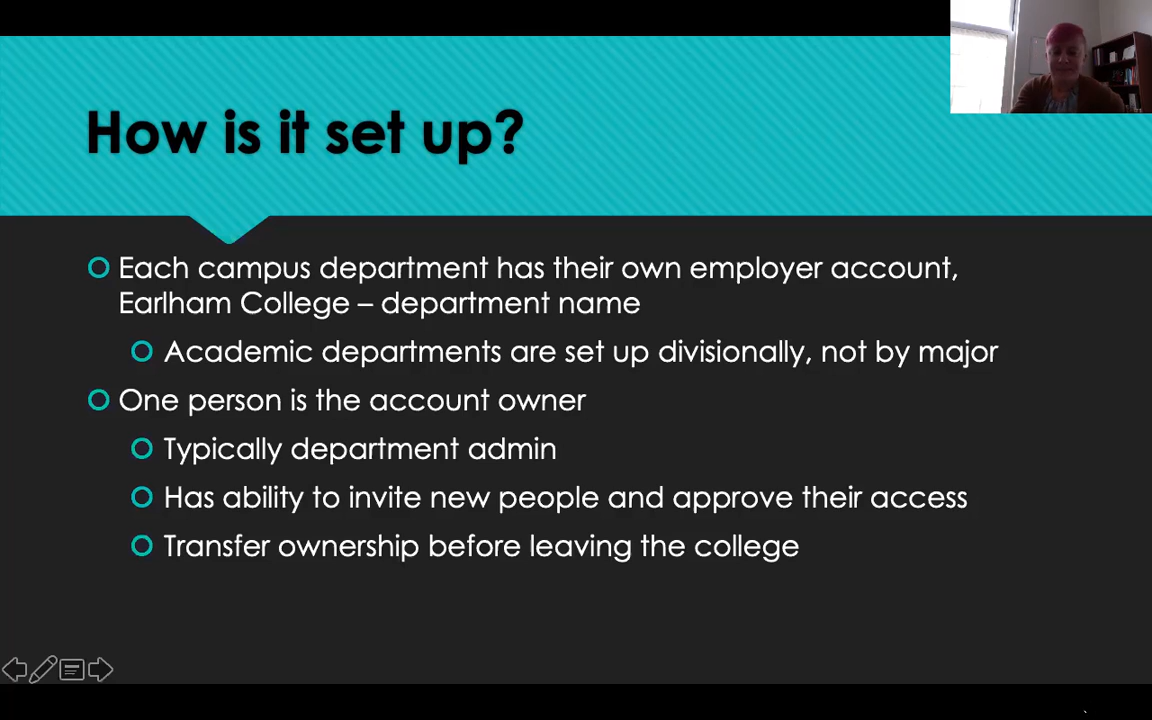 How is it set up?
Each campus department has their own employer account,
Earlham College – department name
Academic departments are set up divisionally, not by major
One person is the account owner
Typically department admin
Has ability to invite new people and approve their access
Transfer ownership before leaving the college